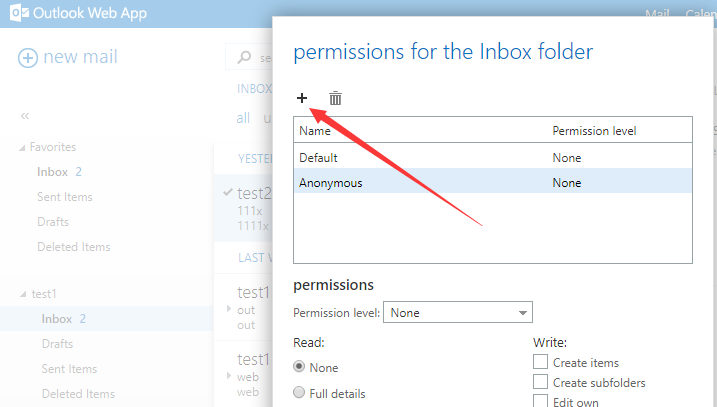 Outlook Web App
Mail Calen
new mail
se
«
INBOX
all u
Favorites
Inbox 2
Sent Items
Drafts
Deleted Items
YESTE
test2
111x
1111x
LAST W
test1
Inbox 2
Drafts
Sent Items
Deleted Items
test1
out
out
test1
web
web
permissions for the Inbox folder
Name Permission level
Default None
Anonymous None
permissions
Permission level: None
Read: Write:
None Create items
Full details Create subfolders
Edit own